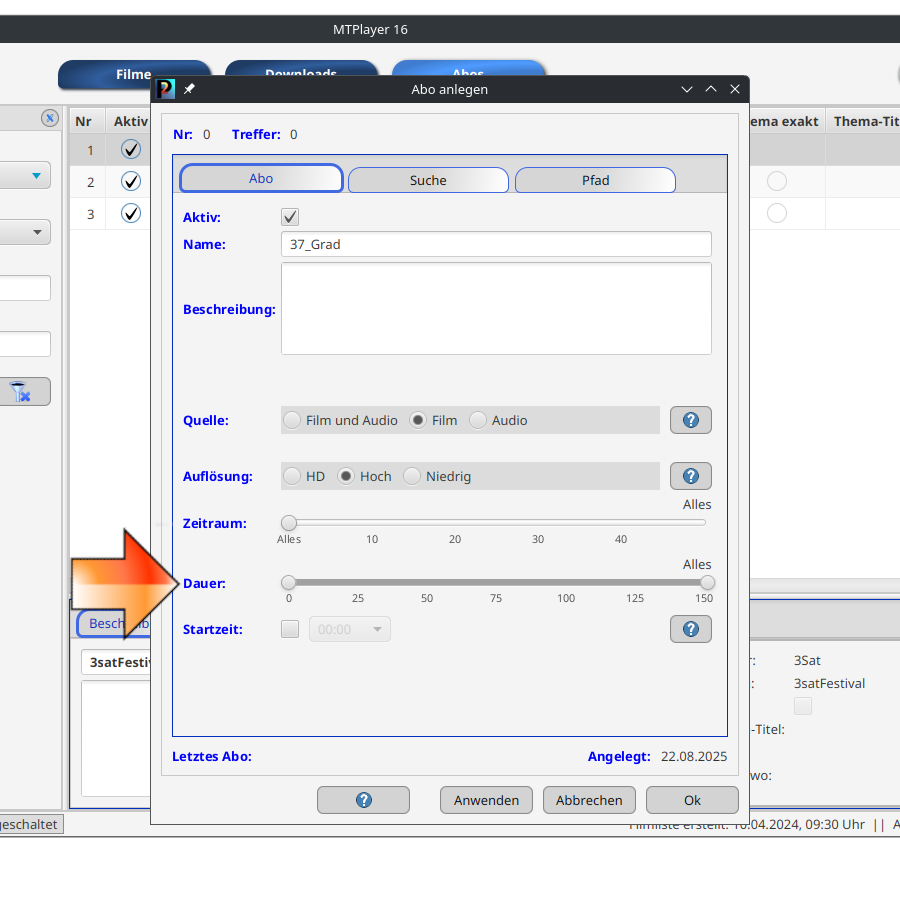 MTPlayer 16
Filme
Downloads
Abos
Abo anlegen
Nr Aktiv
ema exakt Thema-Tit
1
2
3
Nr: 0 Treffer: 0
Abo Suche Pfad
Aktiv:
Name: 37_Grad
Beschreibung:
Quelle: Film und Audio Film Audio
Auflösung: HD Hoch Niedrig
Alles
Zeitraum:
Alles 10 20 30 40
Alles
Dauer:
0 25 50 75 100 125 150
Startzeit: 00:00
Letztes Abo: Angelegt: 22.08.2025
Anwenden Abbrechen Ok
Besch ib
3satFesti
r: 3Sat
: 3satFestival
-Titel:
wo:
geschaltet
Filmliste erstellt: 10.04.2024, 09:30 Uhr || A